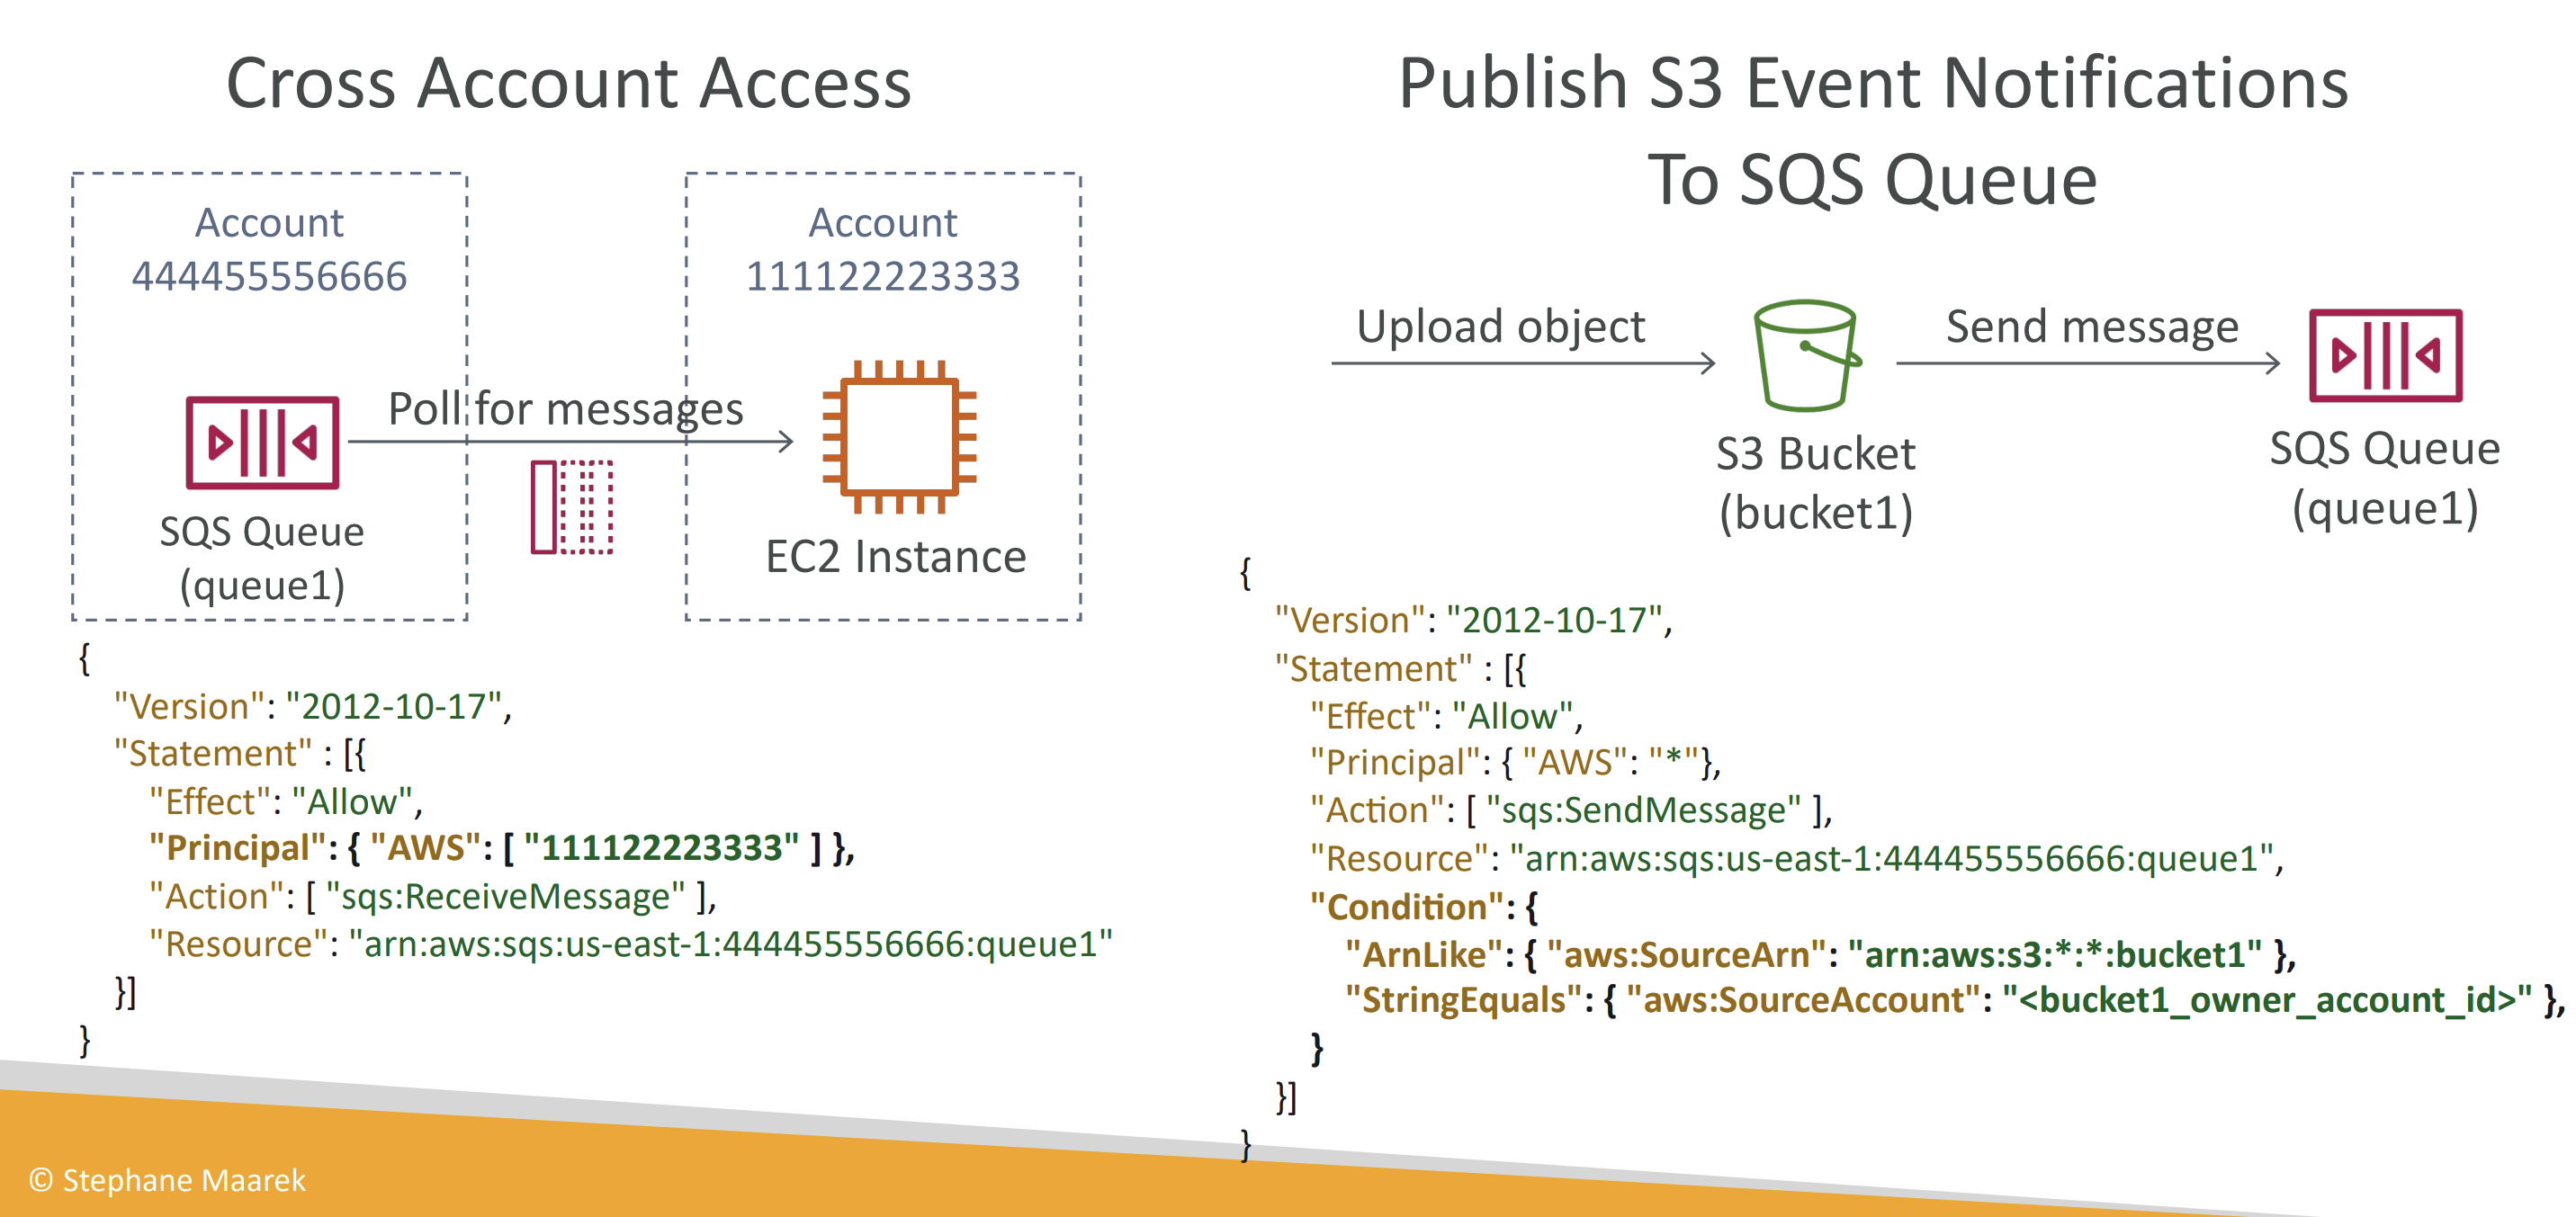 Cross Account Access
Account
444455556666
Account
111122223333
Poll for messages
SQS Queue
(queue1)
EC2 Instance
{
"Version": "2012-10-17",
"Statement" : [{
"Effect": "Allow",
"Principal": { "AWS": [ "111122223333" ] },
"Action": [ "sqs:ReceiveMessage" ],
"Resource": "arn:aws:sqs:us-east-1:444455556666:queue1"
}]
}
Publish S3 Event Notifications
To SQS Queue
Upload object
Send message
S3 Bucket
(bucket1)
SQS Queue
(queue1)
{
"Version": "2012-10-17",
"Statement" : [{
"Effect": "Allow",
"Principal": { "AWS": "*"},
"Action": [ "sqs:SendMessage" ],
"Resource": "arn:aws:sqs:us-east-1:444455556666:queue1",
"Condition": {
"ArnLike": { "aws:SourceArn": "arn:aws:s3:*:*:bucket1" },
"StringEquals": { "aws:SourceAccount": "<bucket1_owner_account_id>" },
}
}]
}
© Stephane Maarek